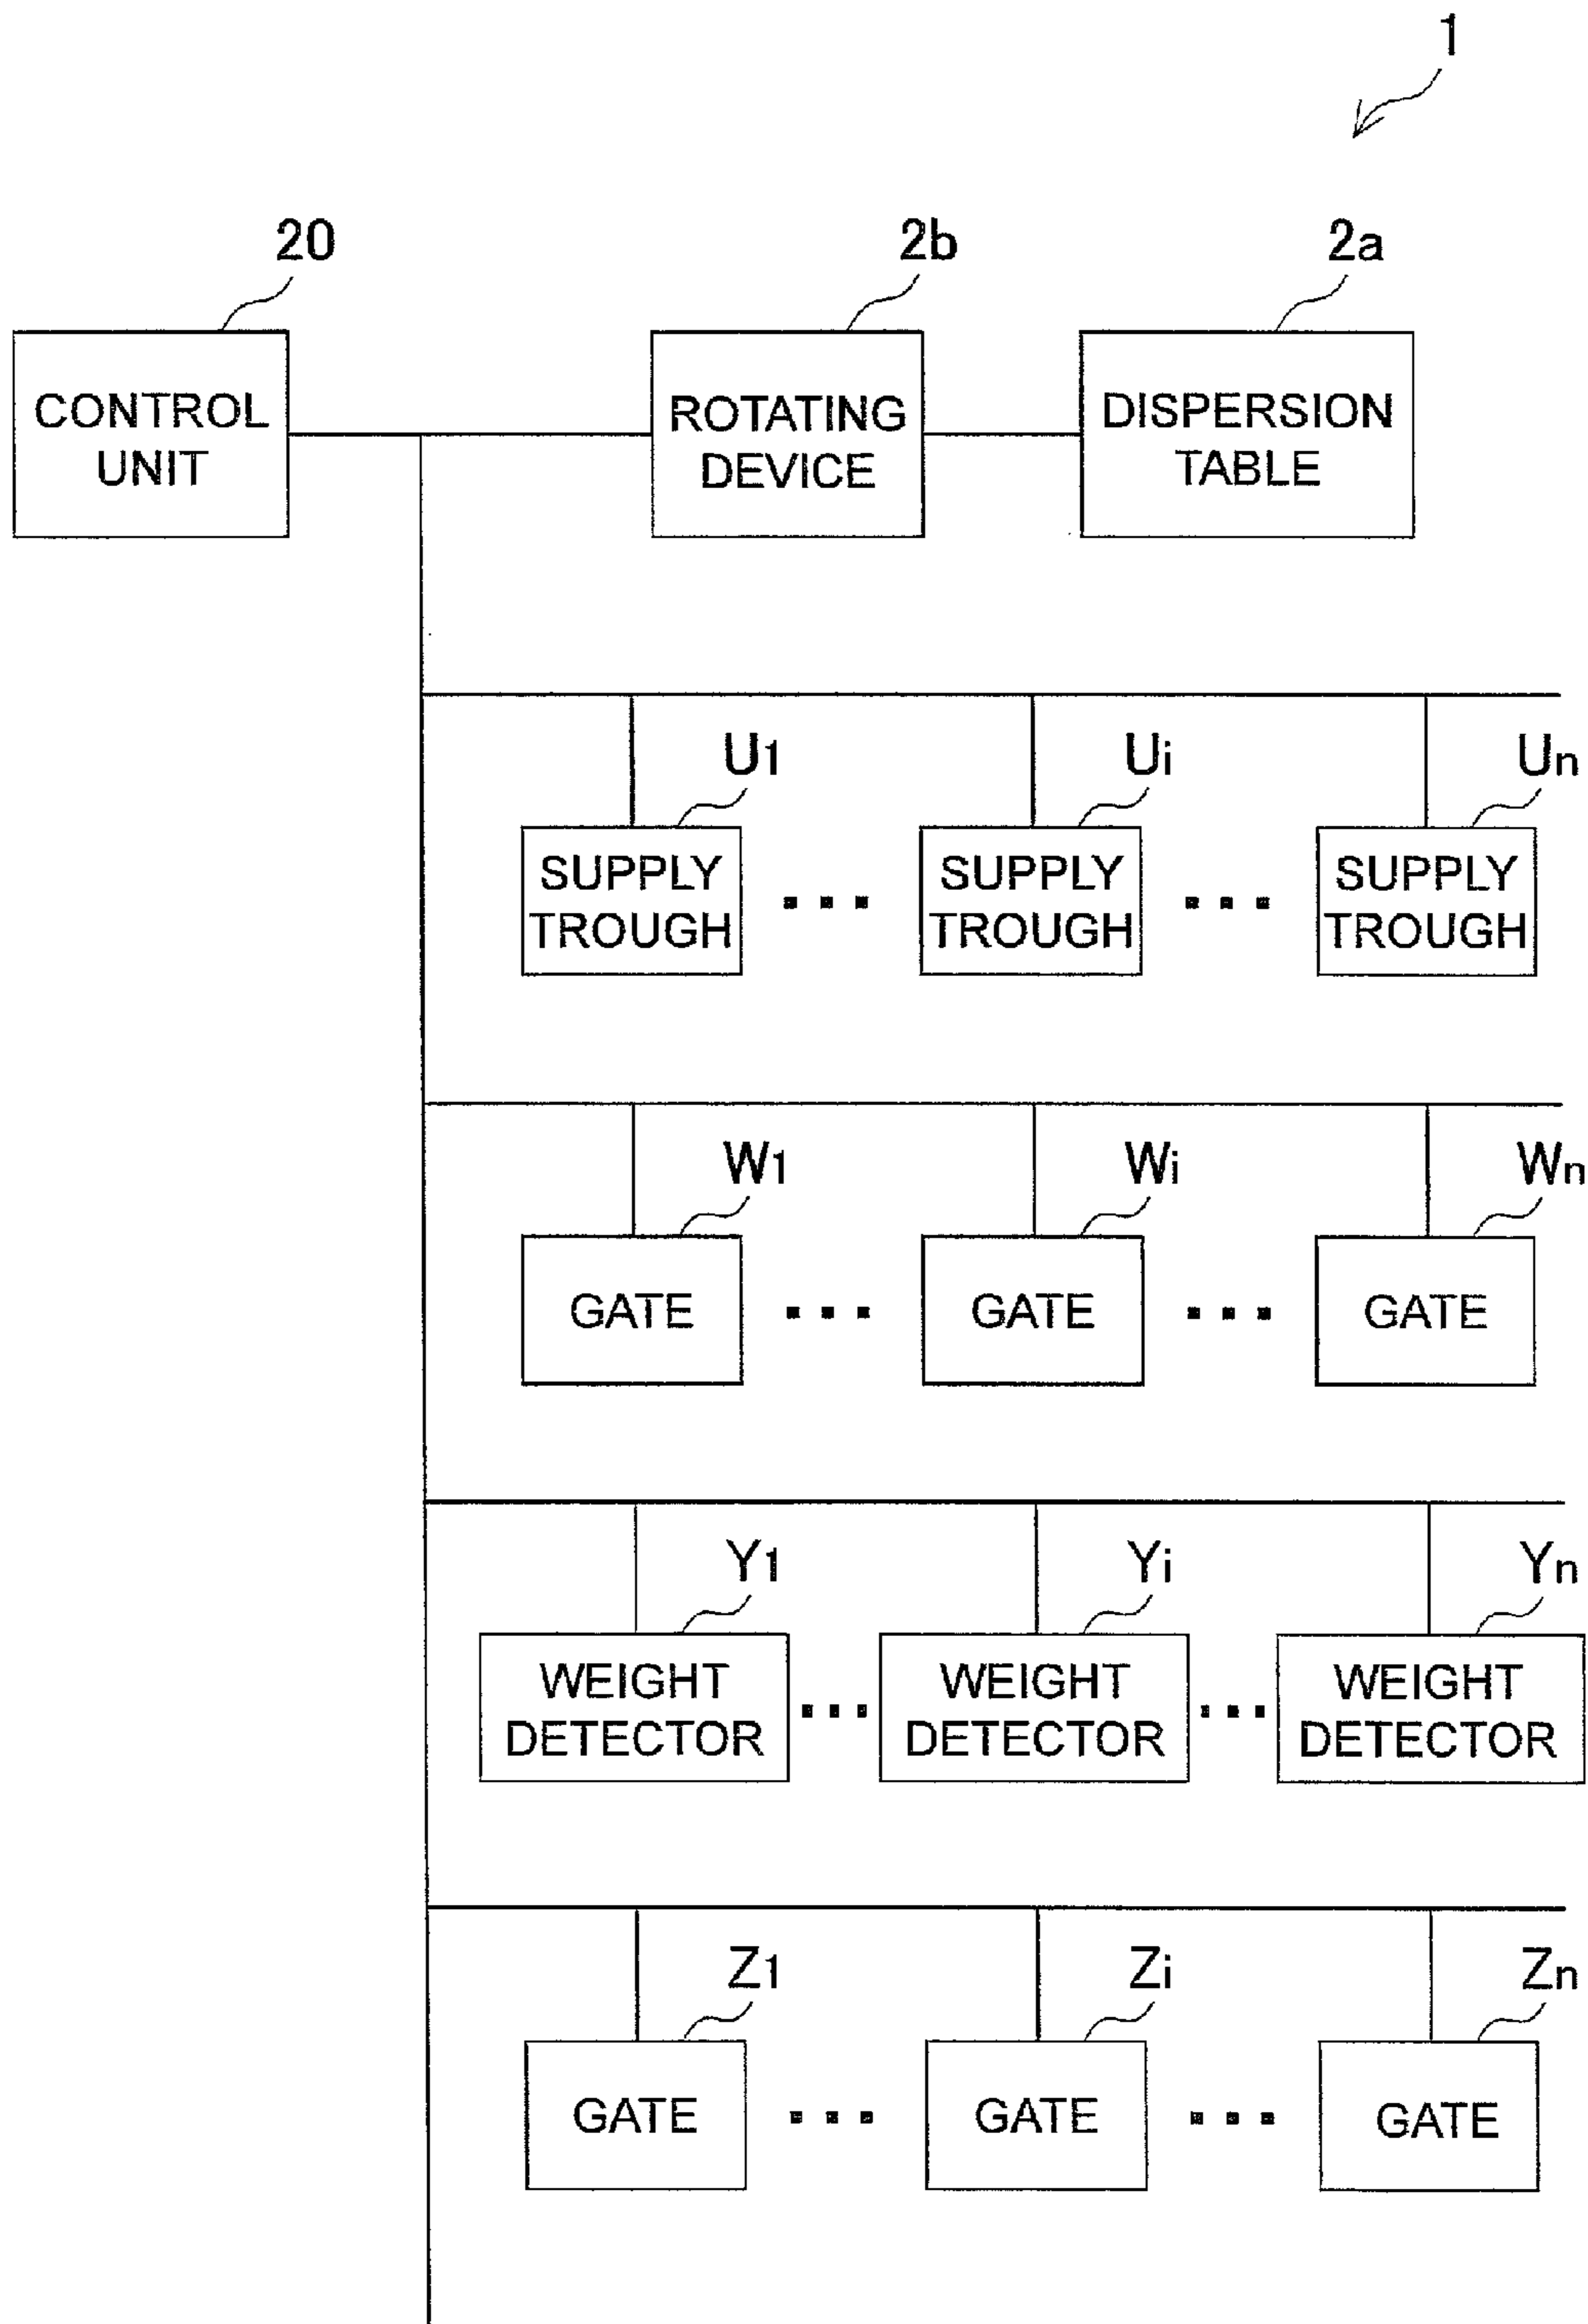 1
20 2b 2a
CONTROL UNIT
ROTATING DEVICE
DISPERSION TABLE
U1 Ui Un
SUPPLY TROUGH ... SUPPLY TROUGH ... SUPPLY TROUGH
W1 Wi Wn
GATE ... GATE ... GATE
Y1 Yi Yn
WEIGHT DETECTOR ... WEIGHT DETECTOR ... WEIGHT DETECTOR
Z1 Zi Zn
GATE ... GATE ... GATE